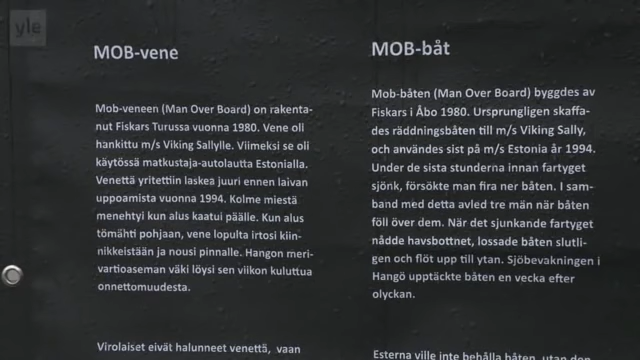 yle
MOB-vene
Mob-veneen (Man Over Board) on rakenta-
nut Fiskars Turussa vuonna 1980. Vene oli
hankittu m/s Viking Sallylle. Viimeksi se oli
käytössä matkustaja-autolautta Estonialla.
Venettä yritettiin laskea juuri ennen laivan
uppoamista vuonna 1994. Kolme miestä
menehtyi kun alus kaatui päälle. Kun alus
tömähti pohjaan, vene lopulta irtosi kiin-
nikkeistään ja nousi pinnalle. Hangon meri-
vartioaseman väki löysi sen viikon kuluttua
onnettomuudesta.
Virolaiset eivät halunneet venettä, vaan
MOB-båt
Mob-båten (Man Over Board) byggdes av
Fiskars i Åbo 1980. Ursprungligen skaffa-
des räddningsbåten till m/s Viking Sally,
och användes sist på m/s Estonia år 1994.
Under de sista stunderna innan fartyget
sjönk, försökte man fira ner båten. I sam-
band med detta avled tre män när båten
föll över dem. När det sjunkande fartyget
nådde havsbottnet, lossade båten slutli-
gen och flöt upp till ytan. Sjöbevakningen i
Hangö upptäckte båten en vecka efter
olyckan.
Esterna ville inte behålla båten, utan den